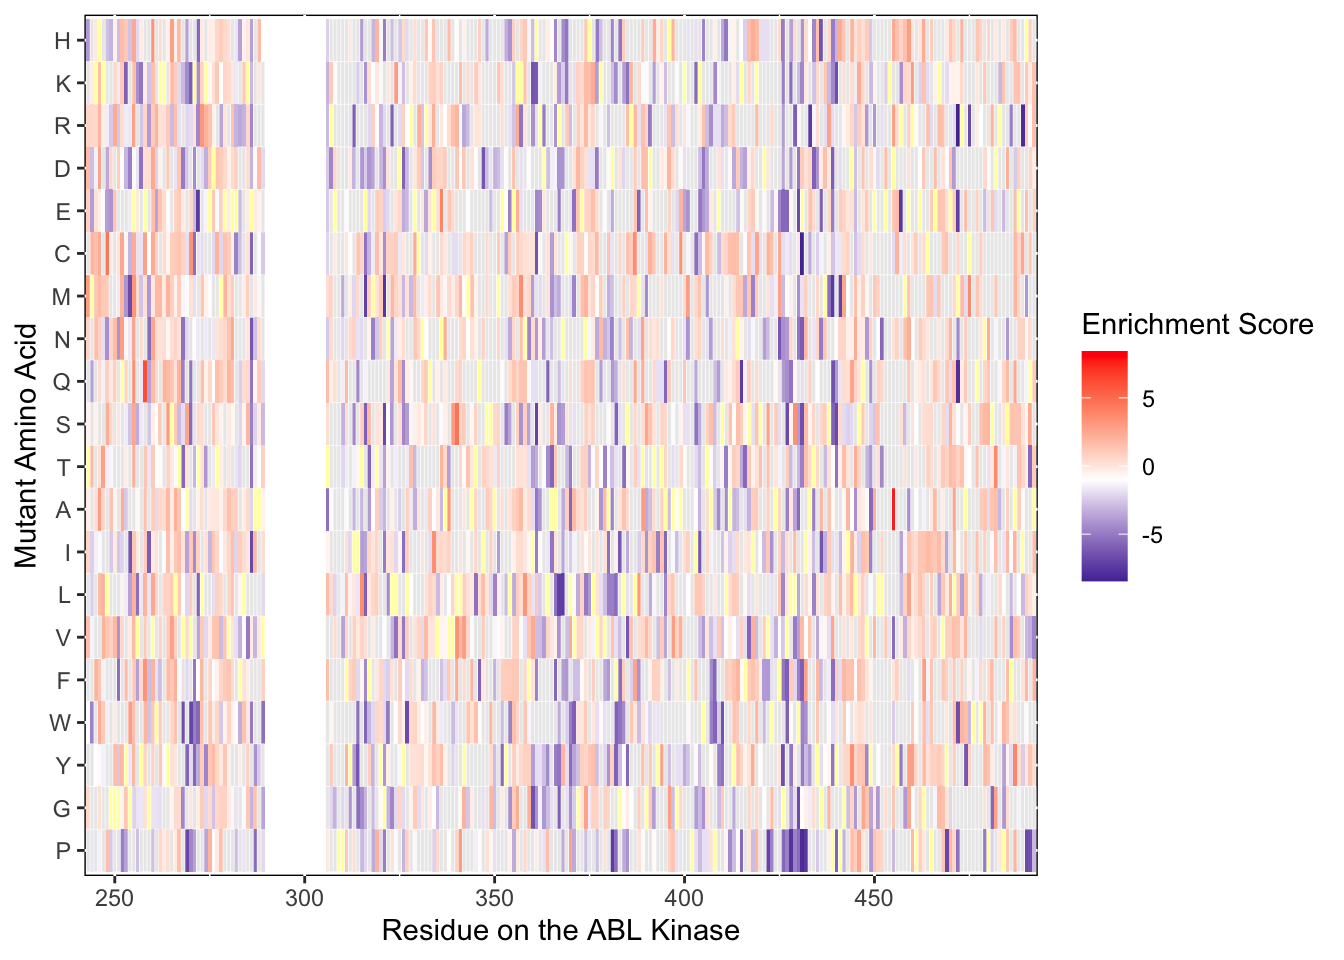 H
K
R
D
E
C
M
N
Q
S
T
A
I
L
V
F
W
Y
G
P
Mutant Amino Acid
250 300 350 400 450
Residue on the ABL Kinase
Enrichment Score
5
0
-5